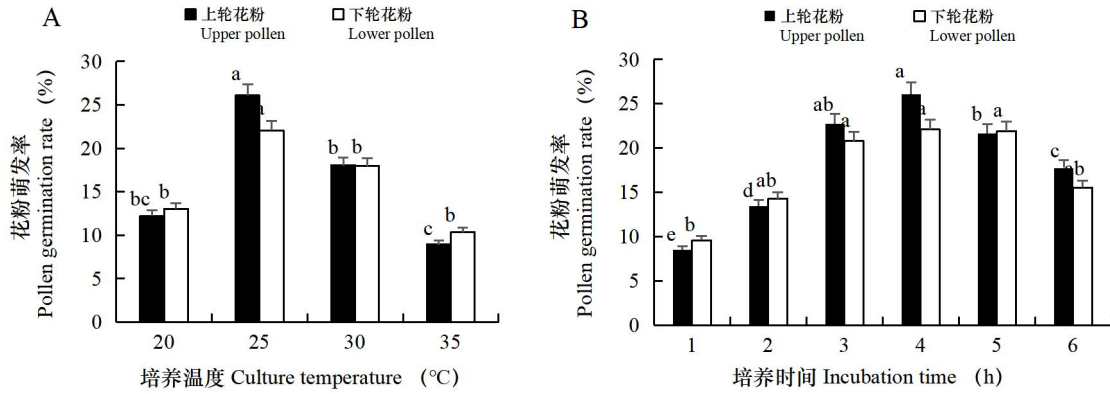 A
上轮花粉
Upper pollen
下轮花粉
Lower pollen
花粉萌发率
Pollen germination rate (%)
30
25
20
15
10
5
0
bc
b
a
a
b
b
c
b
20
25
30
35
培养温度 Culture temperature （℃）
B
上轮花粉
Upper pollen
下轮花粉
Lower pollen
花粉萌发率
Pollen germination rate (%)
30
25
20
15
10
5
0
e
b
d
ab
ab
a
a
a
b
a
c
ab
1
2
3
4
5
6
培养时间 Incubation time （h）